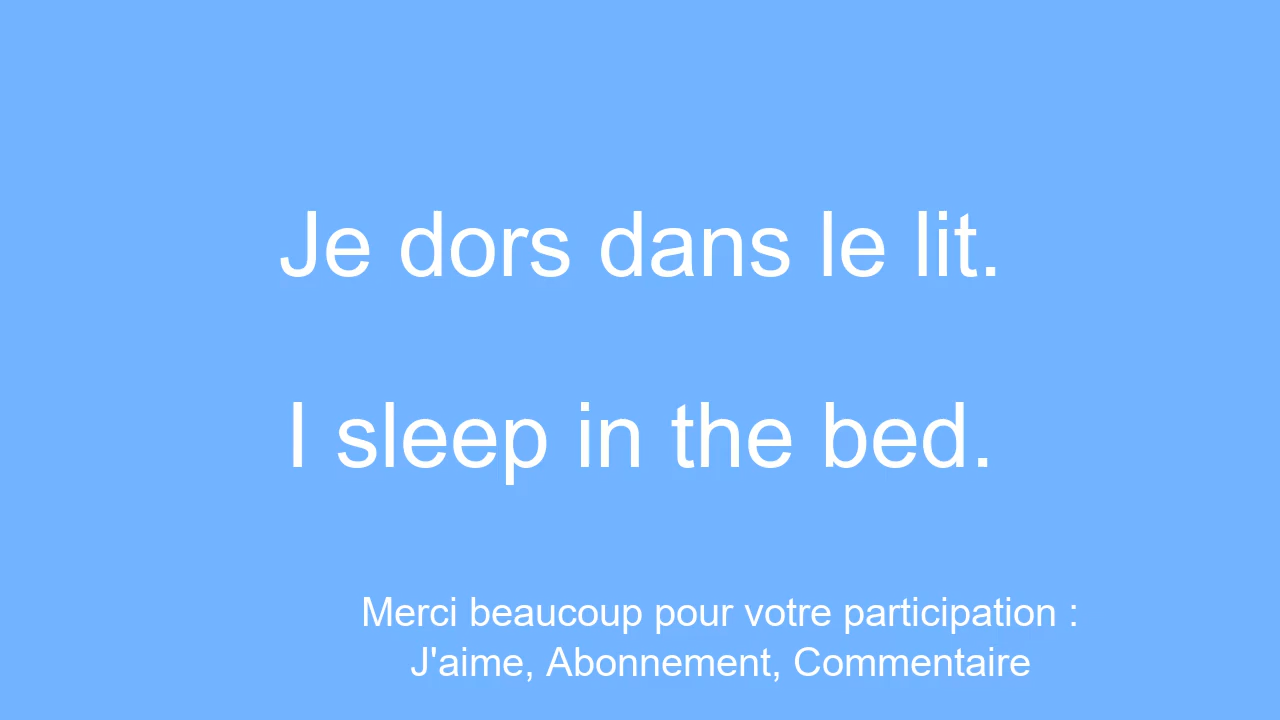 Je dors dans le lit.
I sleep in the bed.
Merci beaucoup pour votre participation :
J'aime, Abonnement, Commentaire